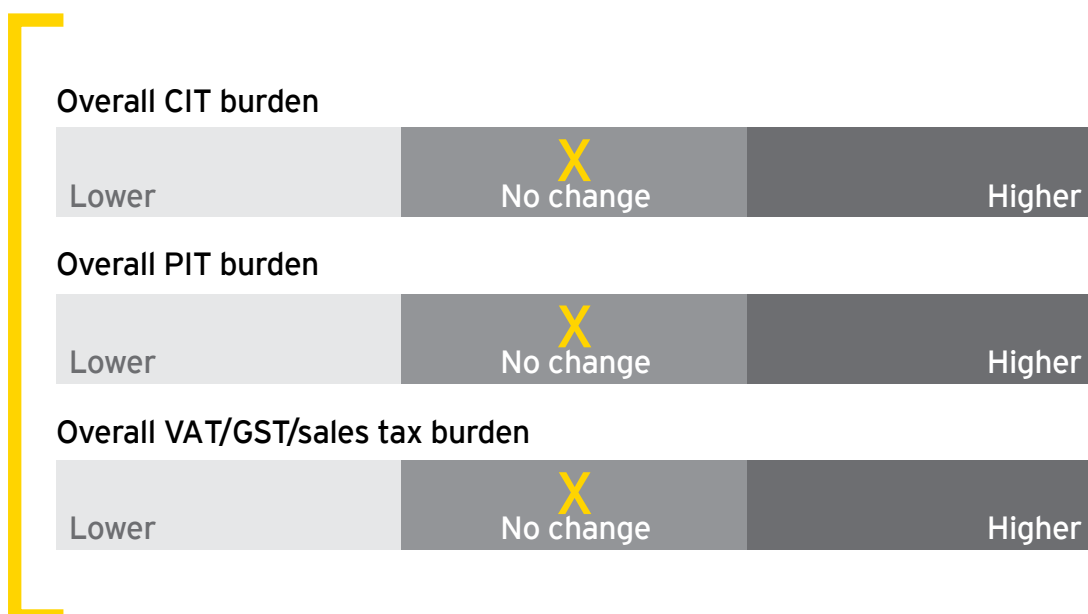 Overall CIT burden
X
Lower No change Higher
Overall PIT burden
X
Lower No change Higher
Overall VAT/GST/sales tax burden
X
Lower No change Higher